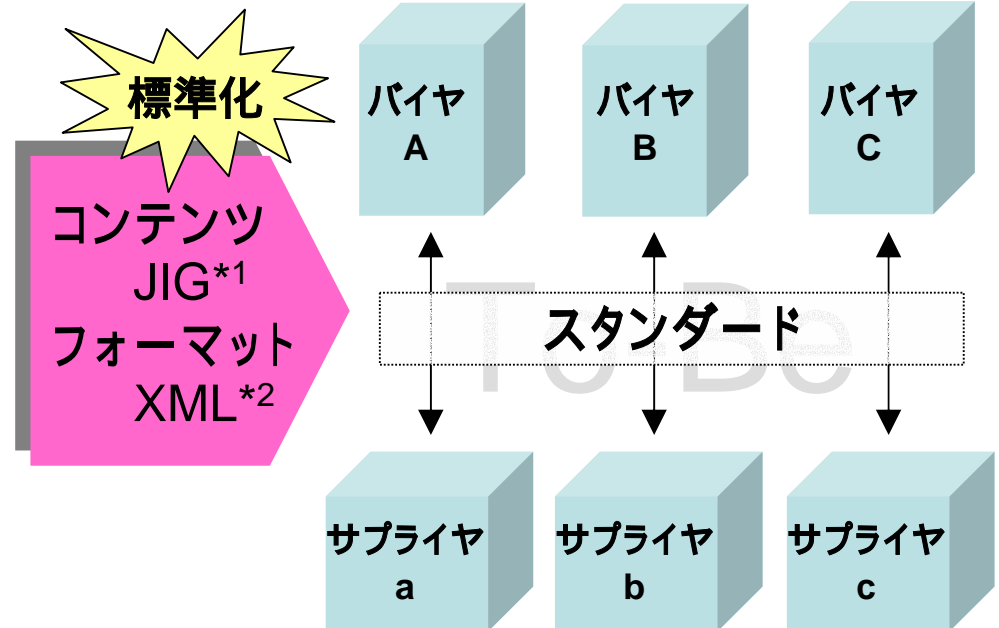 標準化
コンテンツ
JIG*1
フォーマット
XML*2
バイヤ
A
バイヤ
B
バイヤ
C
To-Be
スタンダード
サプライヤ
a
サプライヤ
b
サプライヤ
c